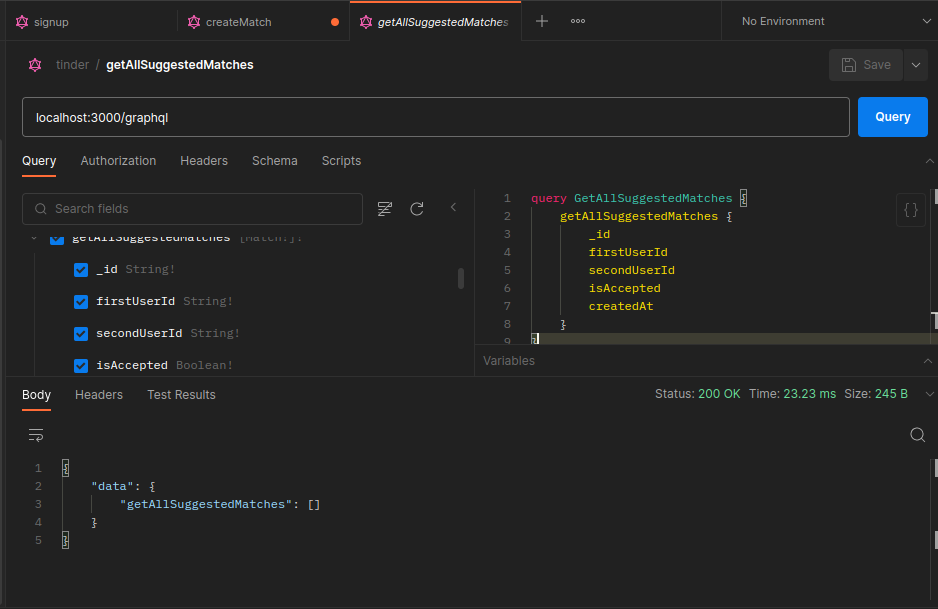 signup
createMatch
getAllSuggestedMatches
No Environment
tinder / getAllSuggestedMatches
Save
localhost:3000/graphql
Query
Query Authorization Headers Schema Scripts
Search fields
getAllSuggestedMatches [Match!]!
_id String!
firstUserId String!
secondUserId String!
isAccepted Boolean!
1 query GetAllSuggestedMatches {
2 getAllSuggestedMatches {
3 _id
4 firstUserId
5 secondUserId
6 isAccepted
7 createdAt
8 }
9 }
{}
Variables
Body Headers Test Results
Status: 200 OK Time: 23.23 ms Size: 245 B
1 {
2 "data": {
3 "getAllSuggestedMatches": []
4 }
5 }